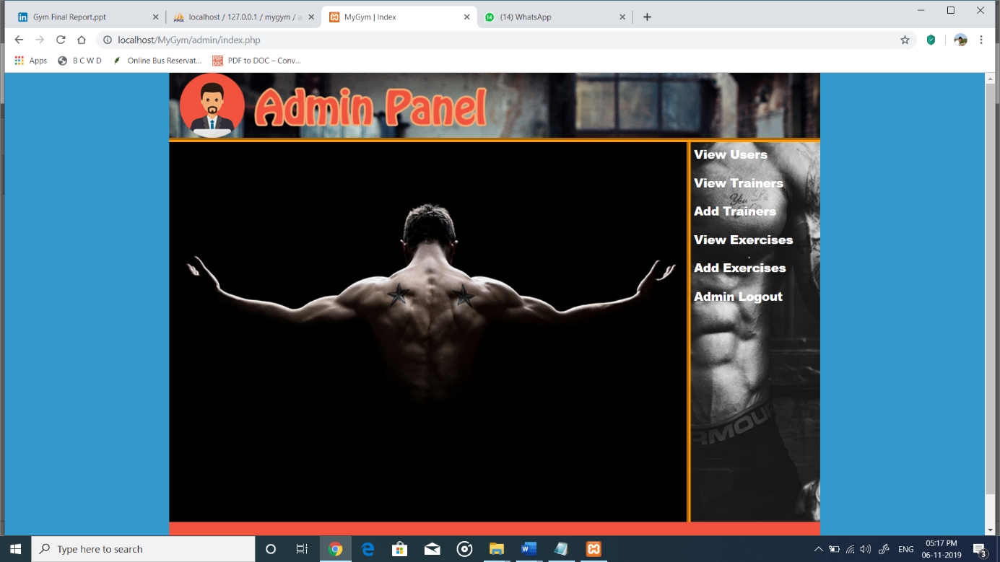 Gym Final Report.ppt
localhost / 127.0.0.1 / mygym / a
MyGym | Index
(14) WhatsApp
localhost/MyGym/admin/index.php
Apps
B C W D
Online Bus Reservat...
PDF to DOC – Conv...
Admin Panel
View Users
View Trainers
Add Trainers
View Exercises
Add Exercises
Admin Logout
You
ARMOUR
Type here to search
ENG
05:17 PM
06-11-2019
3